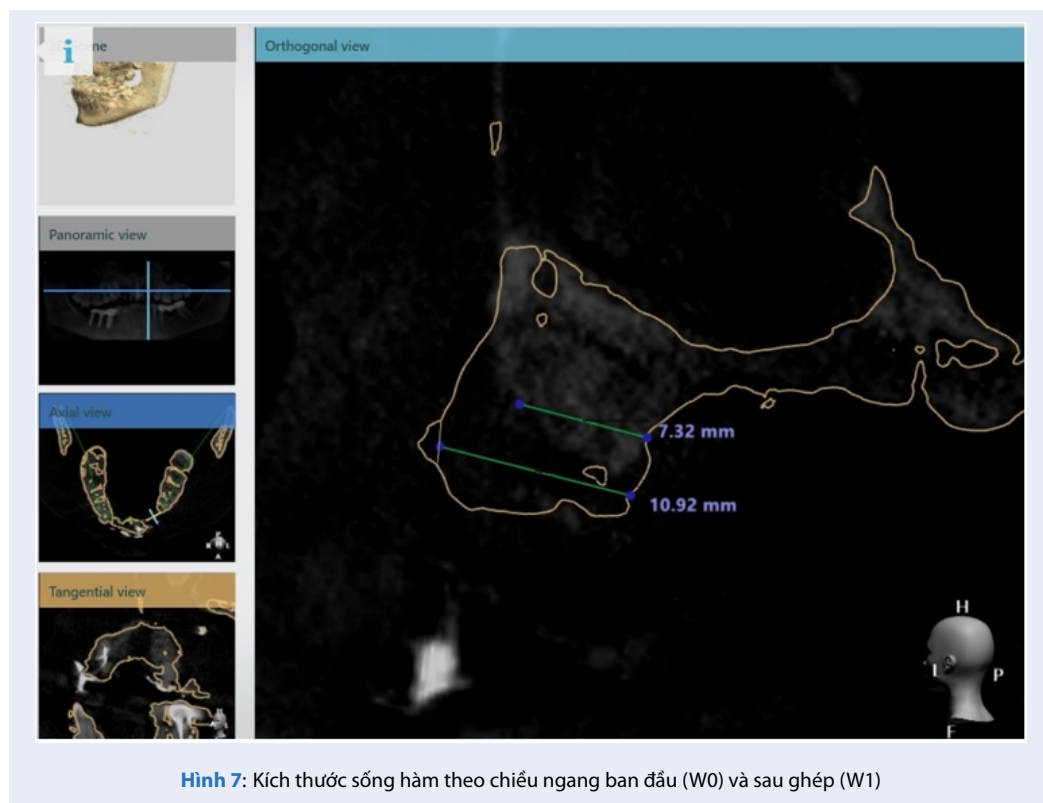 i
Scene
Orthogonal view
Panoramic view
Axial view
Tangential view
7.32 mm
10.92 mm
H
L
P
F
Hình 7: Kích thước sống hàm theo chiều ngang ban đầu (W0) và sau ghép (W1)